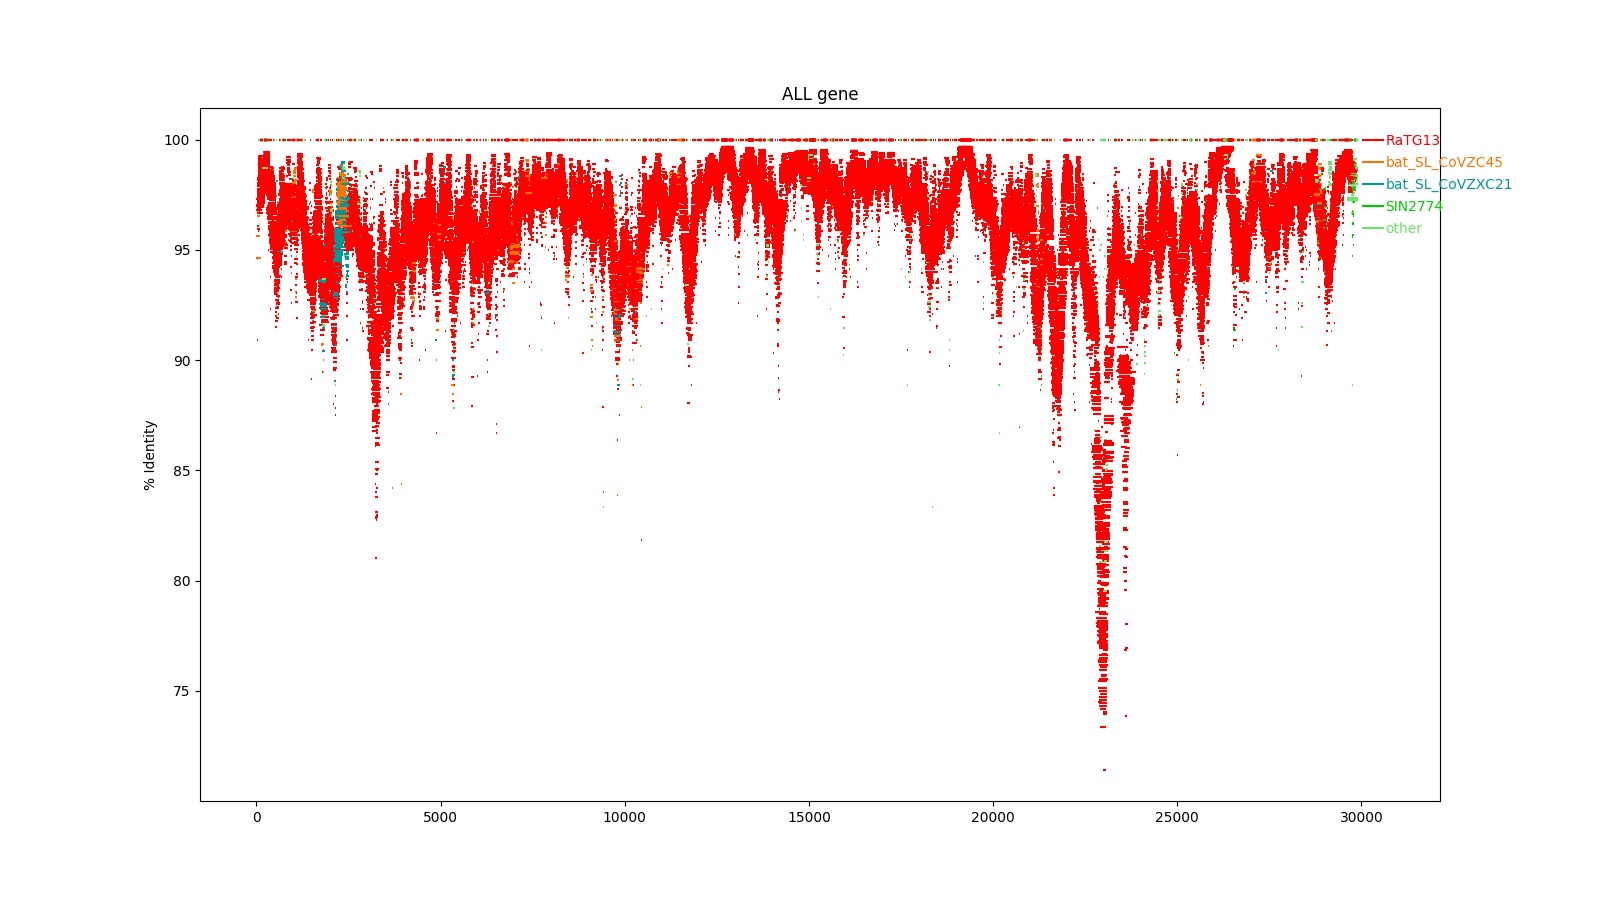 ALL gene
100
95
90
85
80
75
% Identity
0
5000
10000
15000
20000
25000
30000
RaTG13
bat_SL_CoVZC45
bat_SL_CoVZXC21
SIN2774
other